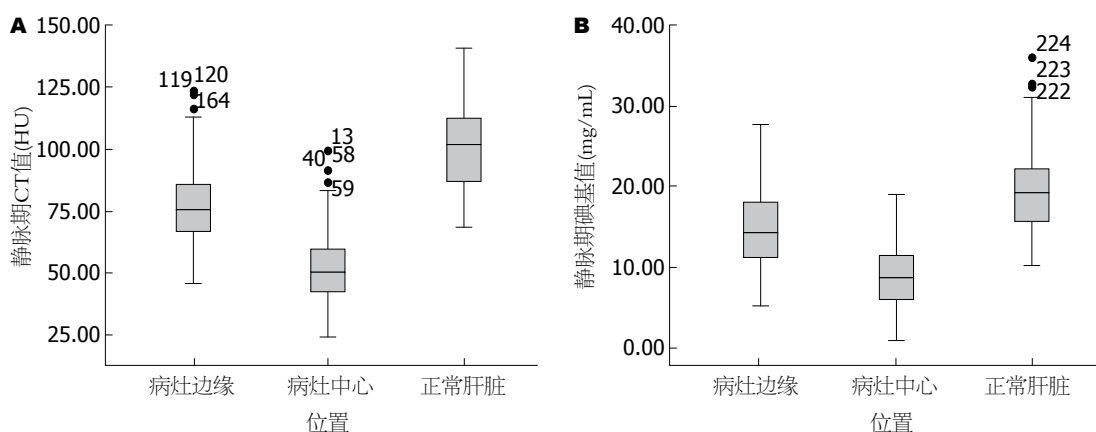 A
150.00
125.00
100.00
75.00
50.00
25.00
静脉期CT值(HU)
119
120
164
13
40
58
59
病灶边缘
病灶中心
正常肝脏
位置
B
40.00
30.00
20.00
10.00
0.00
静脉期碘基值(mg/mL)
224
223
222
病灶边缘
病灶中心
正常肝脏
位置